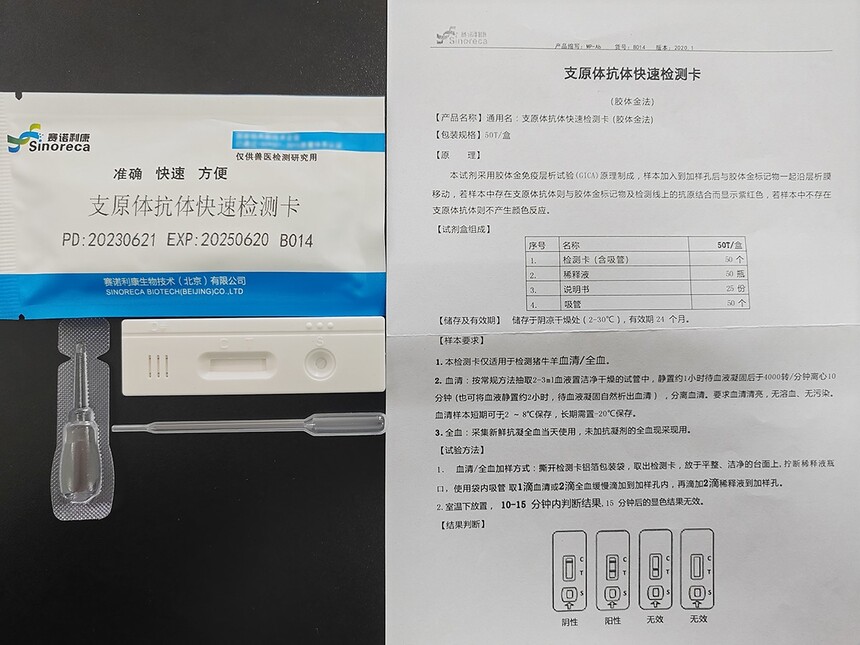 赛诺利康
Sinoreca
仅供兽医检测研究用
准确 快速 方便
支原体抗体快速检测卡
PD:20230621 EXP:20250620 B014
赛诺利康生物技术(北京)有限公司
SINORECA BIOTECH(BEIJING)CO.,LTD
S
赛诺利康
Sinoreca
产品缩写: MP-Ab 货号: B014 版本: 2020.1
支原体抗体快速检测卡
(胶体金法)
【产品名称】通用名:支原体抗体快速检测卡(胶体金法)
【包装规格】50T/盒
【原 理】
本试剂采用胶体金免疫层析试验(GICA)原理制成,样本加入到加样孔后与胶体金标记物一起沿层析膜
移动,若样本中存在支原体抗体则与胶体金标记物及检测线上的抗原结合而显示紫红色,若样本中不存在
支原体抗体则不产生颜色反应。
【试剂盒组成】
序号 名称 50T/盒
1. 检测卡(含吸管) 50 个
2. 稀释液 50 瓶
3. 说明书 25 份
4. 吸管 50 个
【储存及有效期】 储存于阴凉干燥处(2-30℃),有效期 24 个月。
【样本要求】
1. 本检测卡仅适用于检测猪牛羊血清/全血。
2. 血清:按常规方法抽取2-3ml血液置洁净干燥的试管中,静置约1小时待血液凝固后于4000转/分钟离心10
分钟(也可将血液静置约2小时,待血液凝固自然析出血清),分离血清。要求血清清亮,无溶血、无污染。
血清样本短期可于2 ~ 8℃保存,长期需置-20℃保存。
3. 全血:采集新鲜抗凝全血当天使用,未加抗凝剂的全血现采现用。
【试验方法】
1. 血清/全血加样方式:撕开检测卡铝箔包装袋,取出检测卡,放于平整、洁净的台面上,拧断稀释液瓶
口,使用袋内吸管 取1滴血清或2滴全血缓慢滴加到加样孔内,再滴加2滴稀释液到加样孔。
2. 室温下放置, 10-15 分钟内判断结果,15 分钟后的显色结果无效。
【结果判断】
C C C C
T T T T
S S S S
阴性 阳性 无效 无效